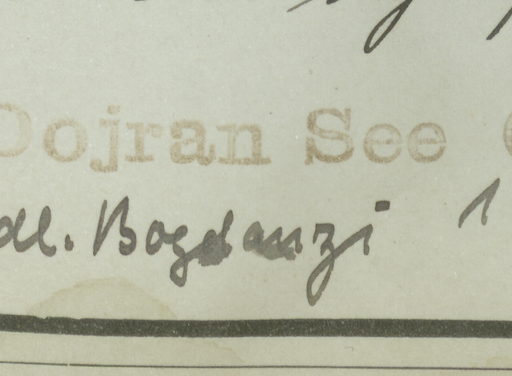 Dojran See
dl. Bogdanzi 1